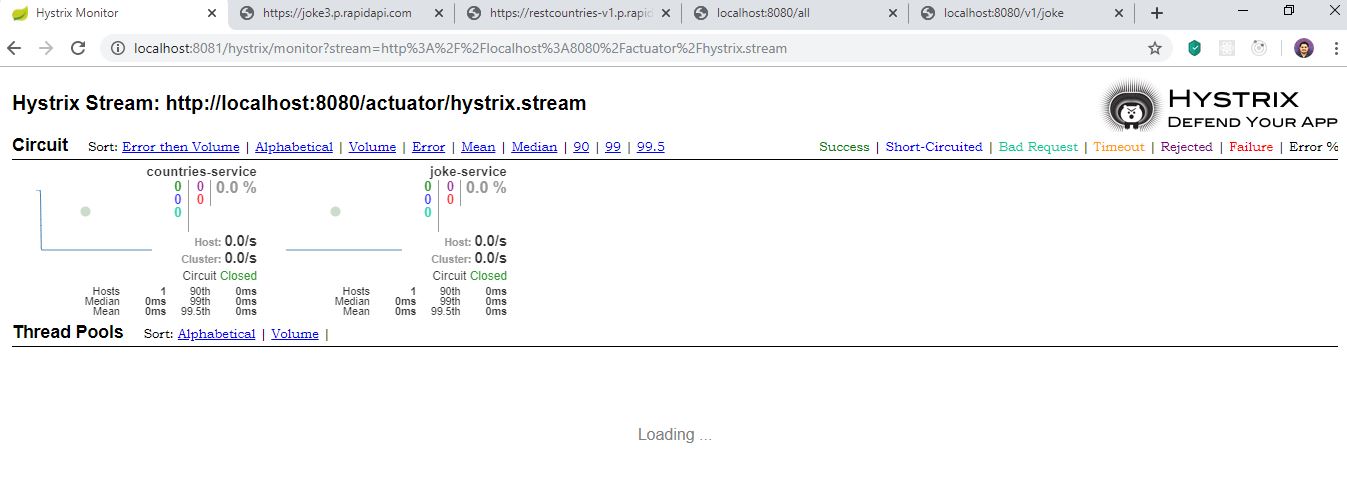 Hystrix Monitor
https://joke3.p.rapidapi.com
https://restcountries-v1.p.rapid
localhost:8080/all
localhost:8080/v1/joke
localhost:8081/hystrix/monitor?stream=http%3A%2F%2Flocalhost%3A8080%2Factuator%2Fhystrix.stream
Hystrix Stream: http://localhost:8080/actuator/hystrix.stream
HYSTRIX
DEFEND YOUR APP
Circuit Sort: Error then Volume | Alphabetical | Volume | Error | Mean | Median | 90 | 99 | 99.5
Success | Short-Circuited | Bad Request | Timeout | Rejected | Failure | Error %
countries-service
0 0 0.0 %
0 0
0
Host: 0.0/s
Cluster: 0.0/s
Circuit Closed
Hosts 1 90th 0ms
Median 0ms 99th 0ms
Mean 0ms 99.5th 0ms
joke-service
0 0 0.0 %
0 0
0
Host: 0.0/s
Cluster: 0.0/s
Circuit Closed
Hosts 1 90th 0ms
Median 0ms 99th 0ms
Mean 0ms 99.5th 0ms
Thread Pools Sort: Alphabetical | Volume |
Loading ...